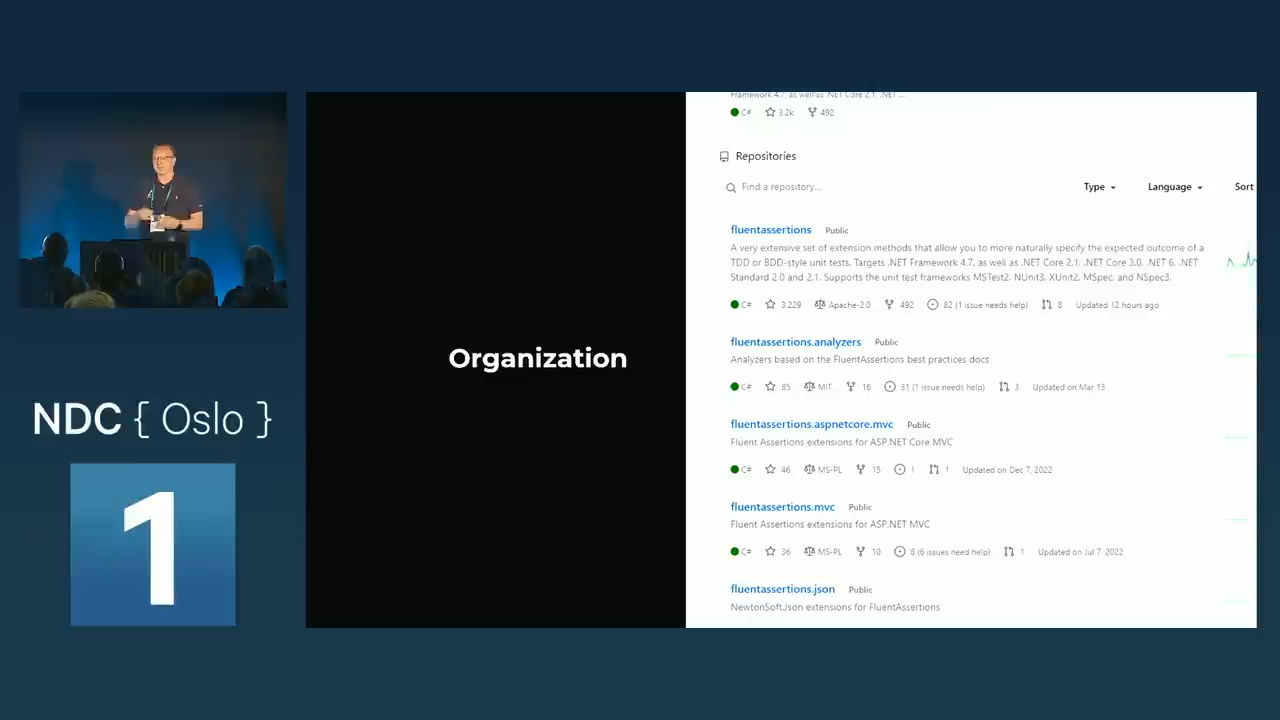 NDC { Oslo }
1
Organization
Framework 4.7, as well as .NET Core 2.1, .NET ...
C# 3.2k 492
Repositories
Find a repository... Type Language Sort
fluentassertions Public
A very extensive set of extension methods that allow you to more naturally specify the expected outcome of a
TDD or BDD-style unit tests. Targets .NET Framework 4.7, as well as .NET Core 2.1, .NET Core 3.0, .NET 6, .NET
Standard 2.0 and 2.1. Supports the unit test frameworks MSTest2, NUnit3, XUnit2, MSpec, and NSpec3.
C# 3,229 Apache-2.0 492 82 (1 issue needs help) 8 Updated 12 hours ago
fluentassertions.analyzers Public
Analyzers based on the FluentAssertions best practices docs
C# 85 MIT 16 31 (1 issue needs help) 3 Updated on Mar 13
fluentassertions.aspnetcore.mvc Public
Fluent Assertions extensions for ASP.NET Core MVC
C# 46 MS-PL 15 1 1 Updated on Dec 7, 2022
fluentassertions.mvc Public
Fluent Assertions extensions for ASP.NET MVC
C# 36 MS-PL 10 8 (6 issues need help) 1 Updated on Jul 7, 2022
fluentassertions.json Public
NewtonSoft.Json extensions for FluentAssertions